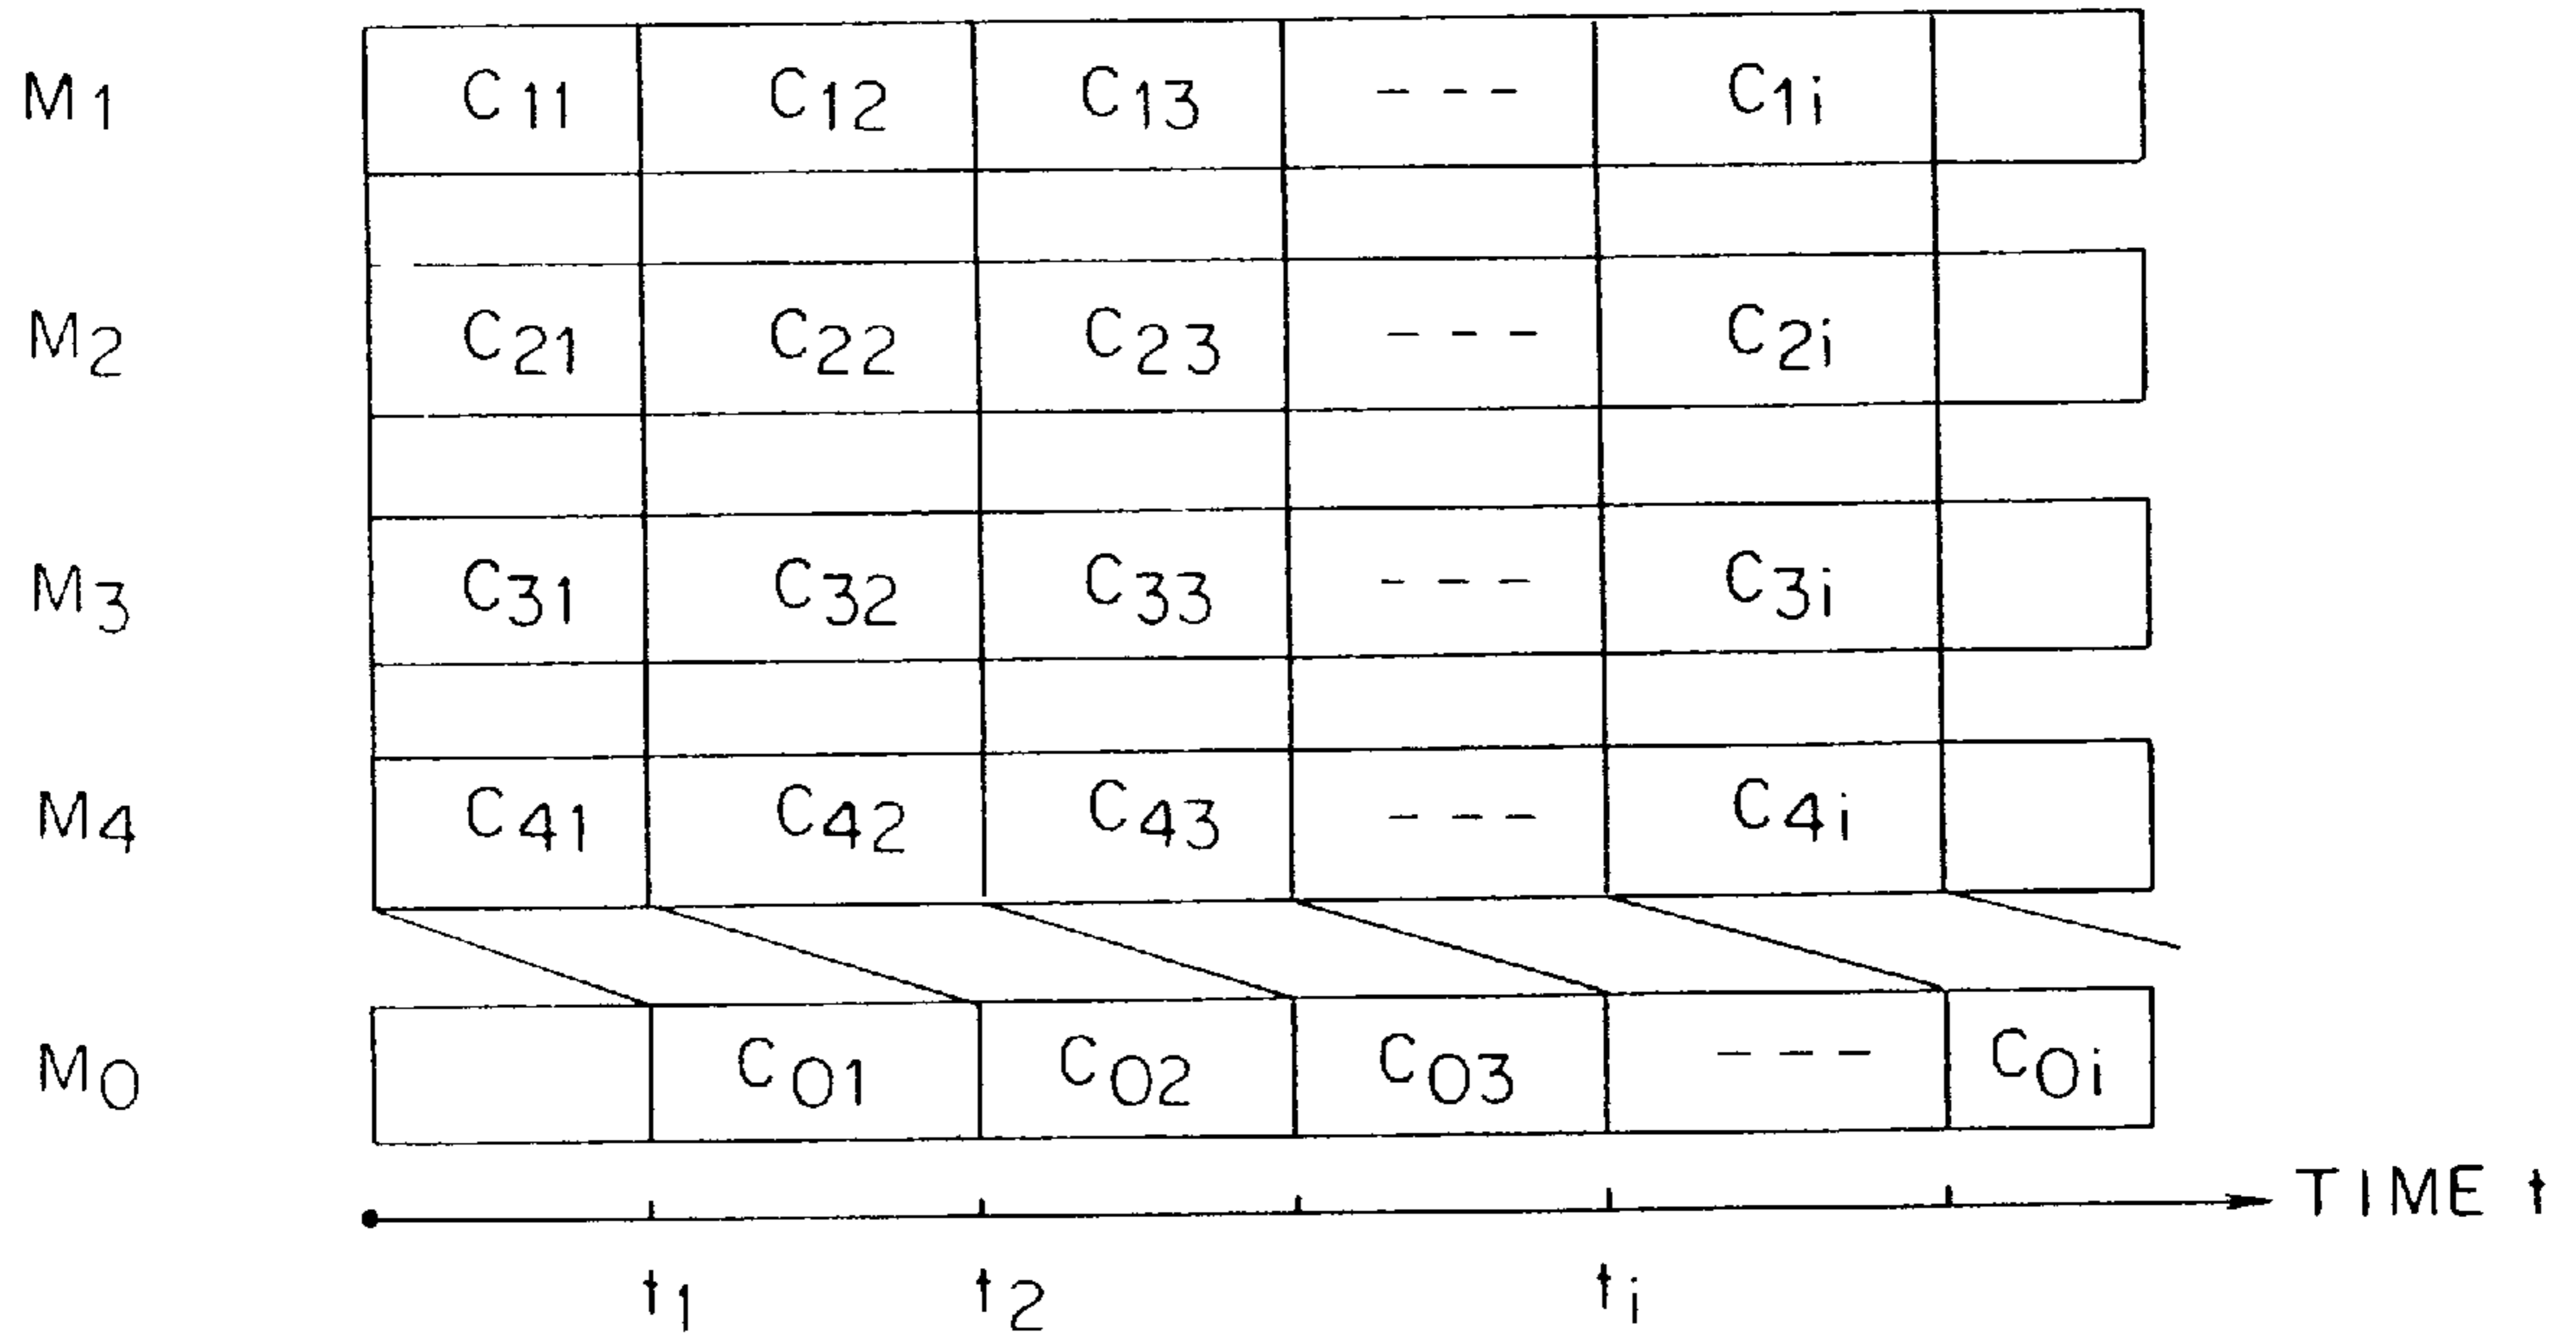 M1 C11 C12 C13 --- C1i
M2 C21 C22 C23 --- C2i
M3 C31 C32 C33 --- C3i
M4 C41 C42 C43 --- C4i
M0 C01 C02 C03 --- C0i
TIME t
t1 t2 ti